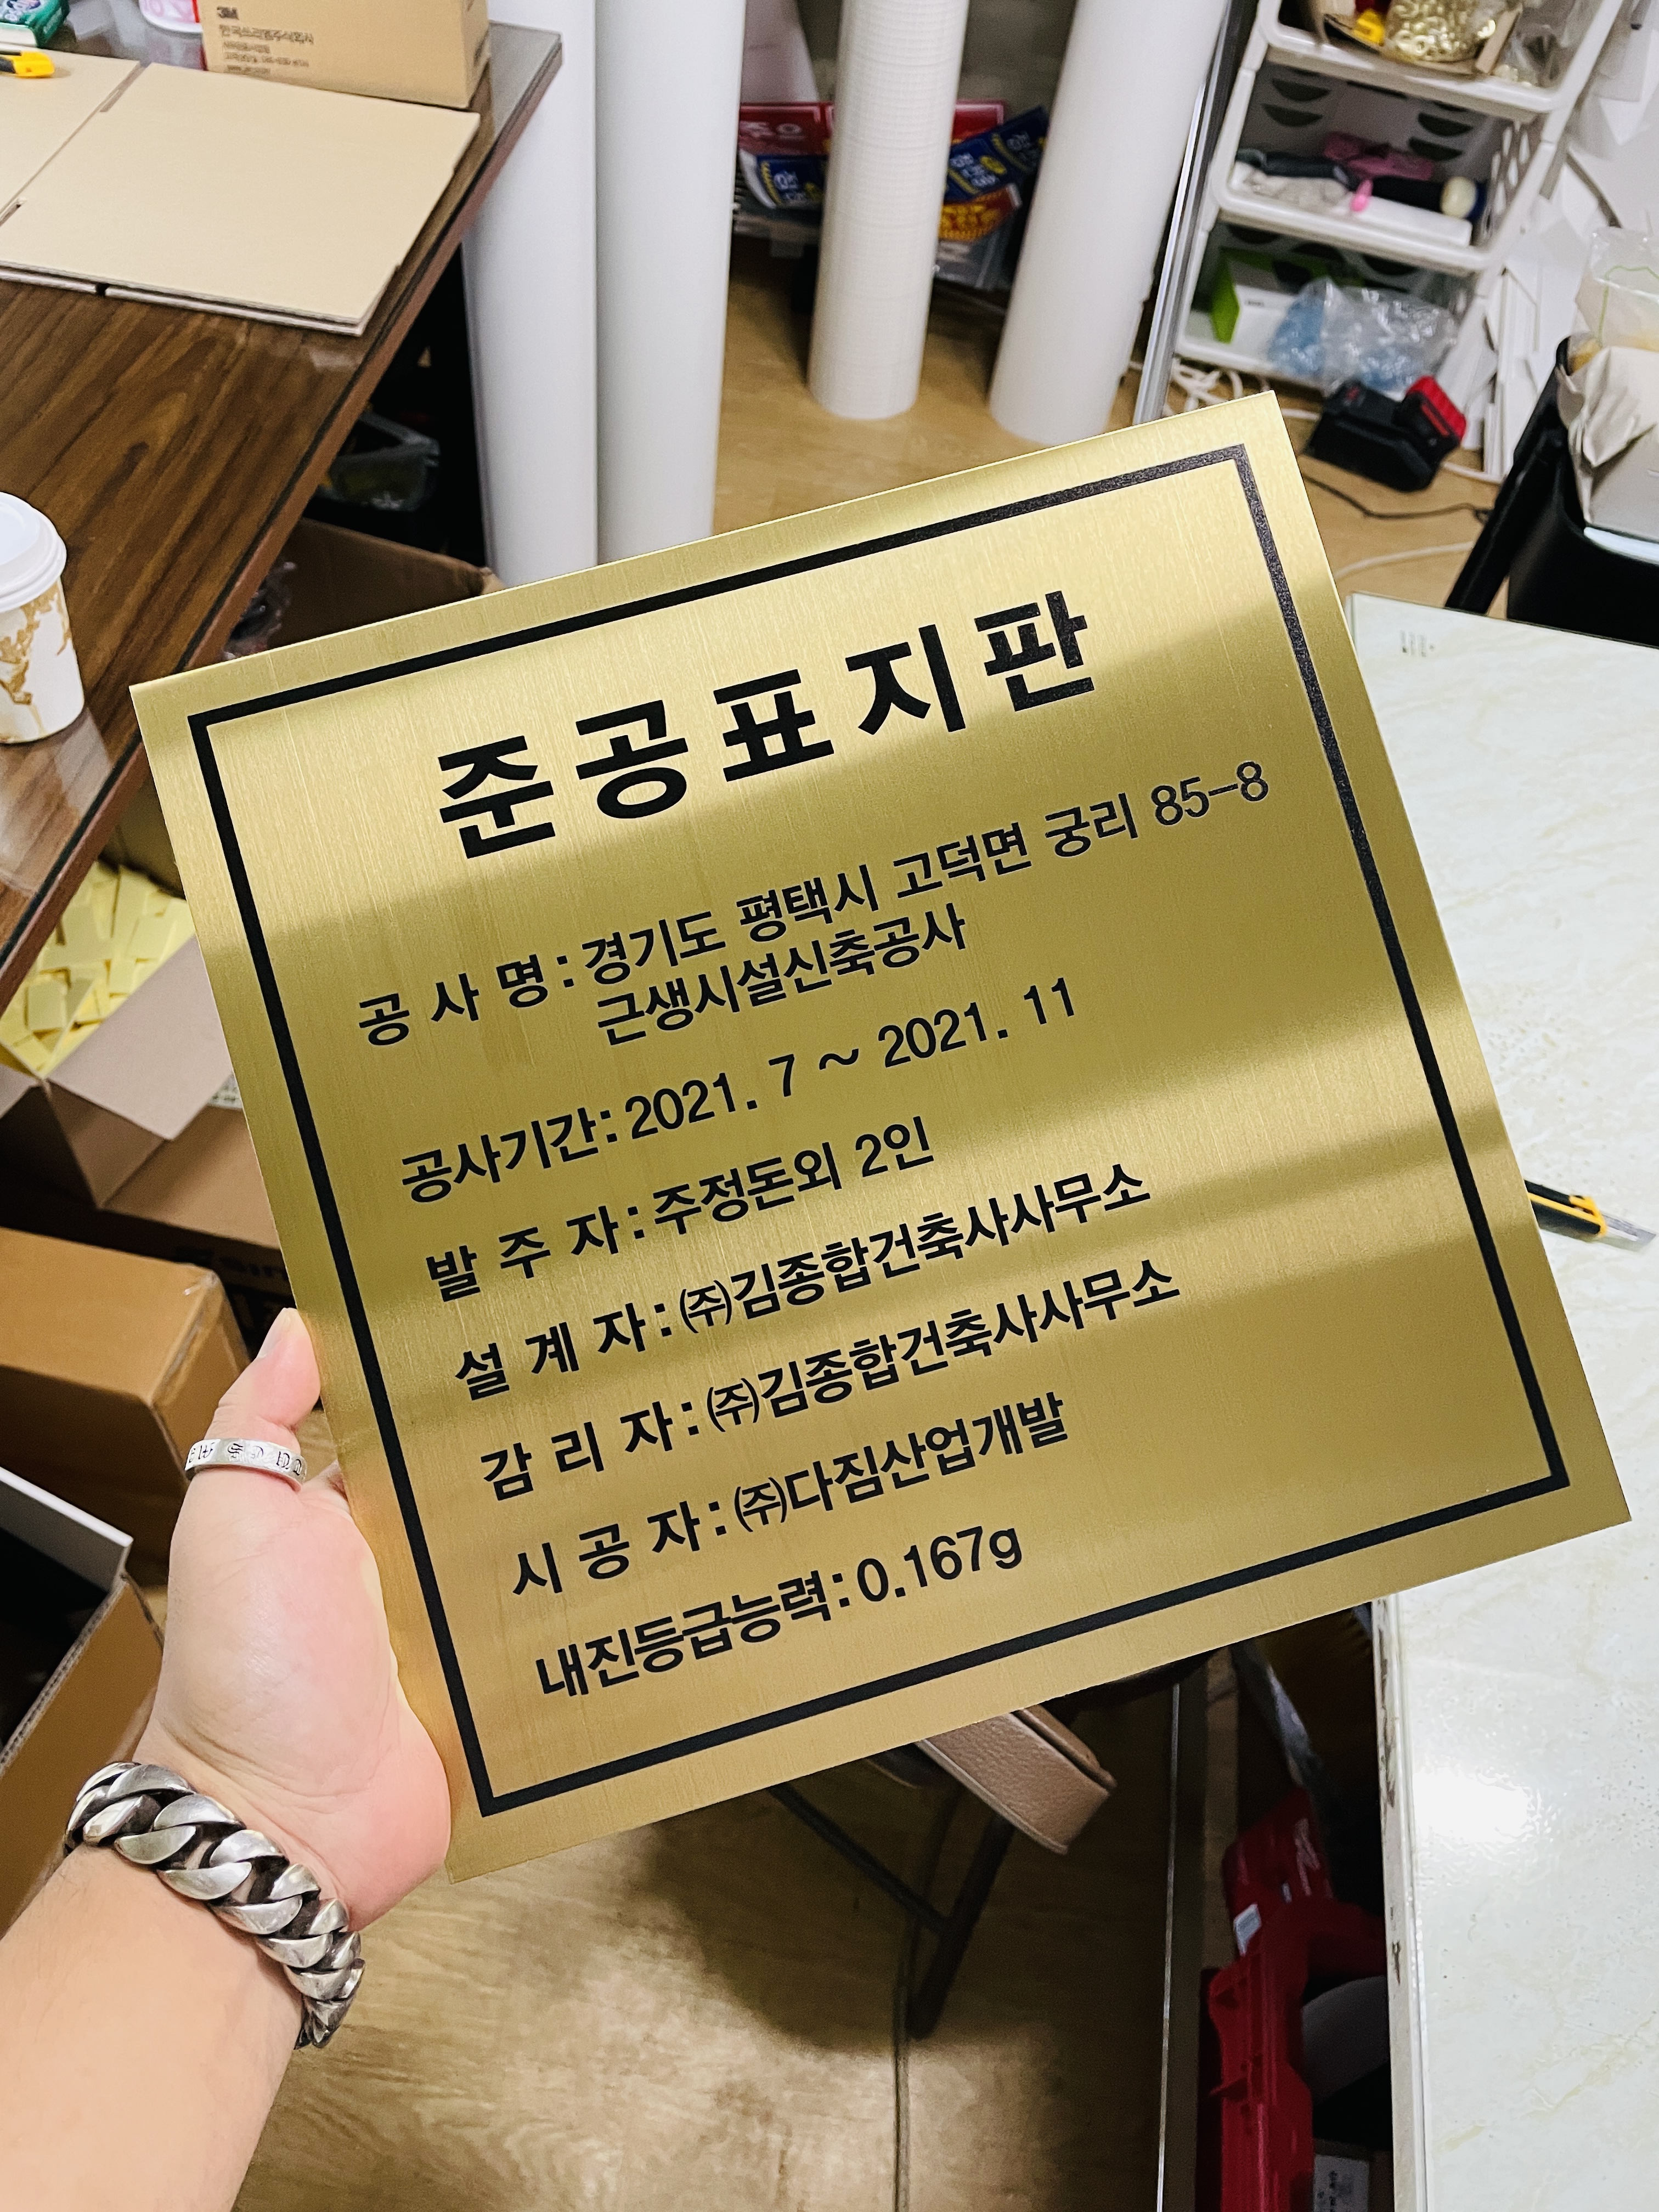 3M
준공표지판
공 사 명 : 경기도 평택시 고덕면 궁리 85-8
근생시설신축공사
공사기간 : 2021. 7 ~ 2021. 11
발 주 자 : 주정돈외 2인
설 계 자 : ㈜김종합건축사사무소
감 리 자 : ㈜김종합건축사사무소
시 공 자 : ㈜다짐산업개발
내진등급능력 : 0.167g